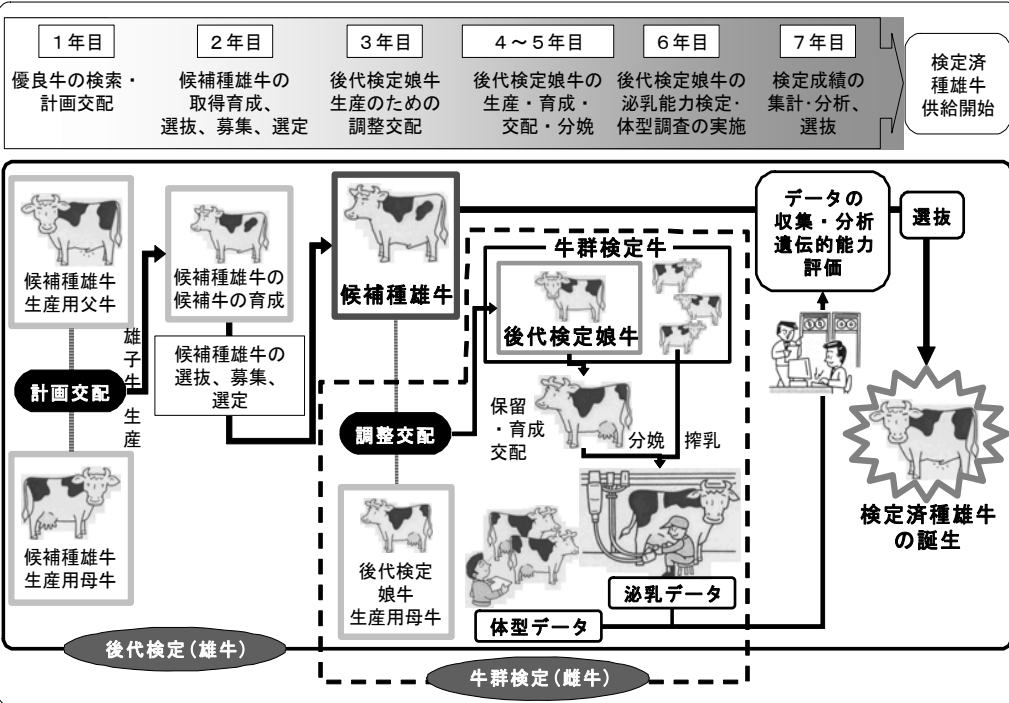 1年目
優良牛の検索・
計画交配
2年目
候補種雄牛の
取得育成、
選抜、募集、選定
3年目
後代検定娘牛
生産のための
調整交配
4～5年目
後代検定娘牛の
生産・育成・
交配・分娩
6年目
後代検定娘牛の
泌乳能力検定・
体型調査の実施
7年目
検定成績の
集計・分析、
選抜
検定済
種雄牛
供給開始
候補種雄牛
生産用父牛
計画交配
候補種雄牛
生産用母牛
雄子牛生産
候補種雄牛の
候補牛の育成
候補種雄牛の
選抜、募集、
選定
候補種雄牛
調整交配
後代検定
娘牛
生産用母牛
牛群検定牛
後代検定娘牛
保留
・育成
交配
分娩
搾乳
泌乳データ
体型データ
データの
収集・分析
遺伝的能力
評価
選抜
検定済種雄牛
の誕生
後代検定（雄牛）
牛群検定（雌牛）